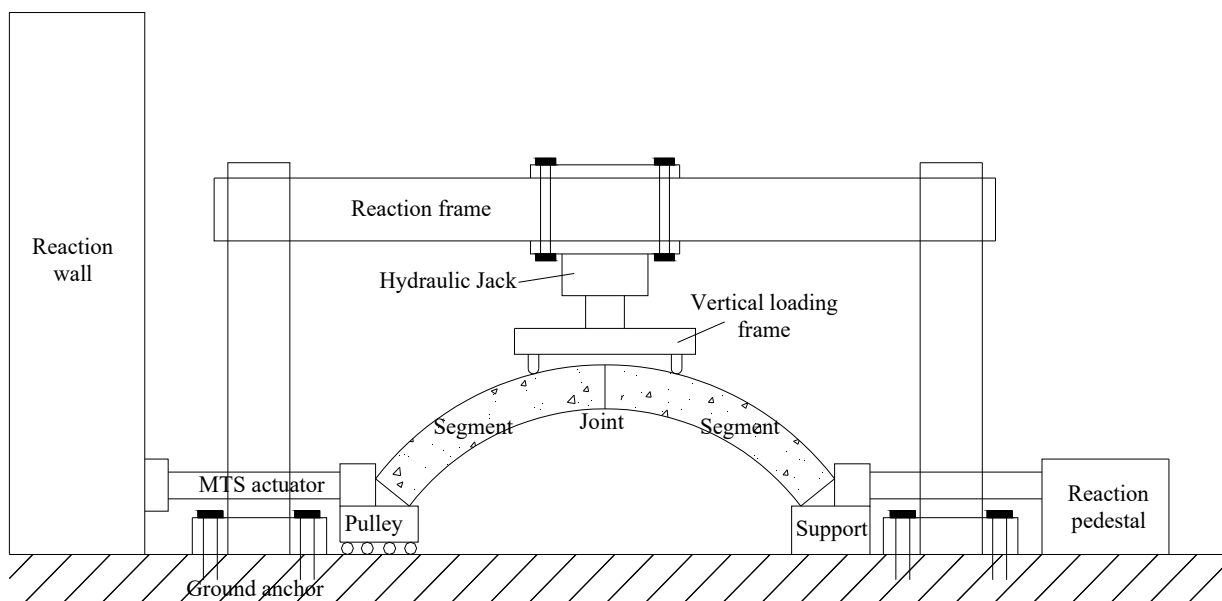 Reaction frame
Reaction
wall
Hydraulic Jack
Vertical loading
frame
Segment
Joint
Segment
MTS actuator
Pulley
Support
Reaction
pedestal
Ground anchor